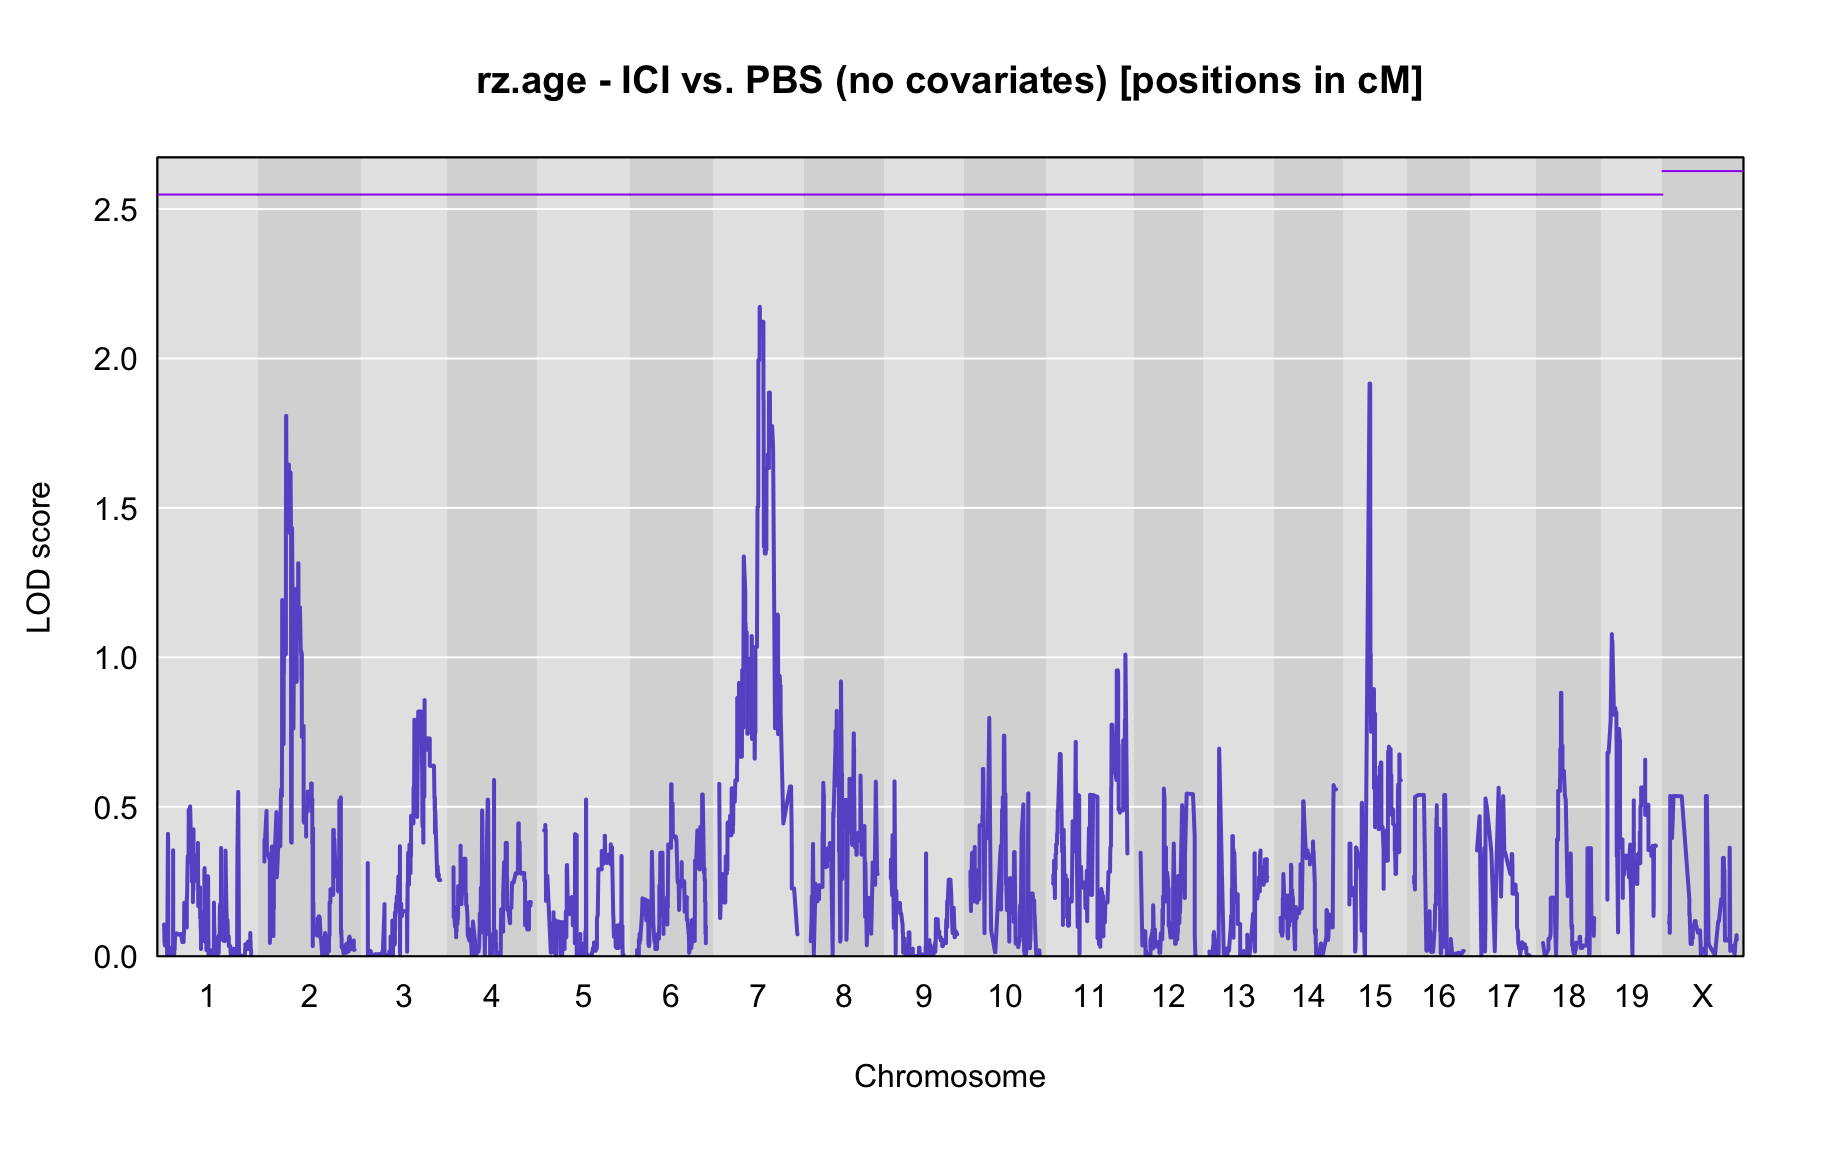 rz.age - ICI vs. PBS (no covariates) [positions in cM]
2.5
2.0
1.5
1.0
0.5
0.0
LOD score
1 2 3 4 5 6 7 8 9 10 11 12 13 14 15 16 17 18 19 X
Chromosome